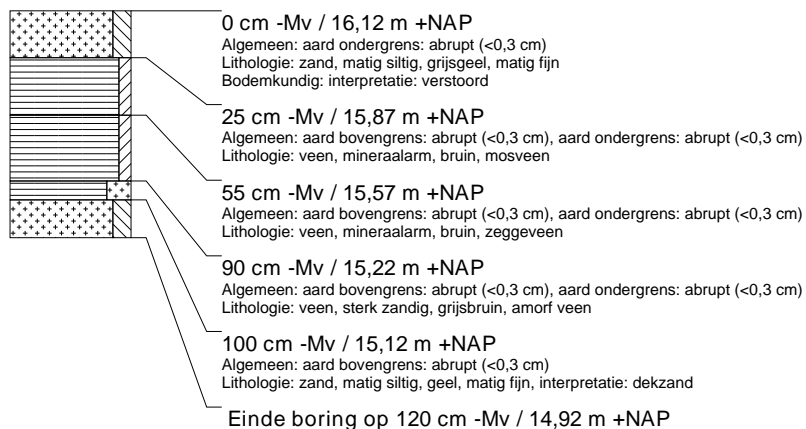 0 cm -Mv / 16,12 m +NAP
Algemeen: aard ondergrens: abrupt (<0,3 cm)
Lithologie: zand, matig siltig, grijsgeel, matig fijn
Bodemkundig: interpretatie: verstoord
25 cm -Mv / 15,87 m +NAP
Algemeen: aard bovengrens: abrupt (<0,3 cm), aard ondergrens: abrupt (<0,3 cm)
Lithologie: veen, mineraalarm, bruin, mosveen
55 cm -Mv / 15,57 m +NAP
Algemeen: aard bovengrens: abrupt (<0,3 cm), aard ondergrens: abrupt (<0,3 cm)
Lithologie: veen, mineraalarm, bruin, zeggeveen
90 cm -Mv / 15,22 m +NAP
Algemeen: aard bovengrens: abrupt (<0,3 cm), aard ondergrens: abrupt (<0,3 cm)
Lithologie: veen, sterk zandig, grijsbruin, amorf veen
100 cm -Mv / 15,12 m +NAP
Algemeen: aard bovengrens: abrupt (<0,3 cm)
Lithologie: zand, matig siltig, geel, matig fijn, interpretatie: dekzand
Einde boring op 120 cm -Mv / 14,92 m +NAP